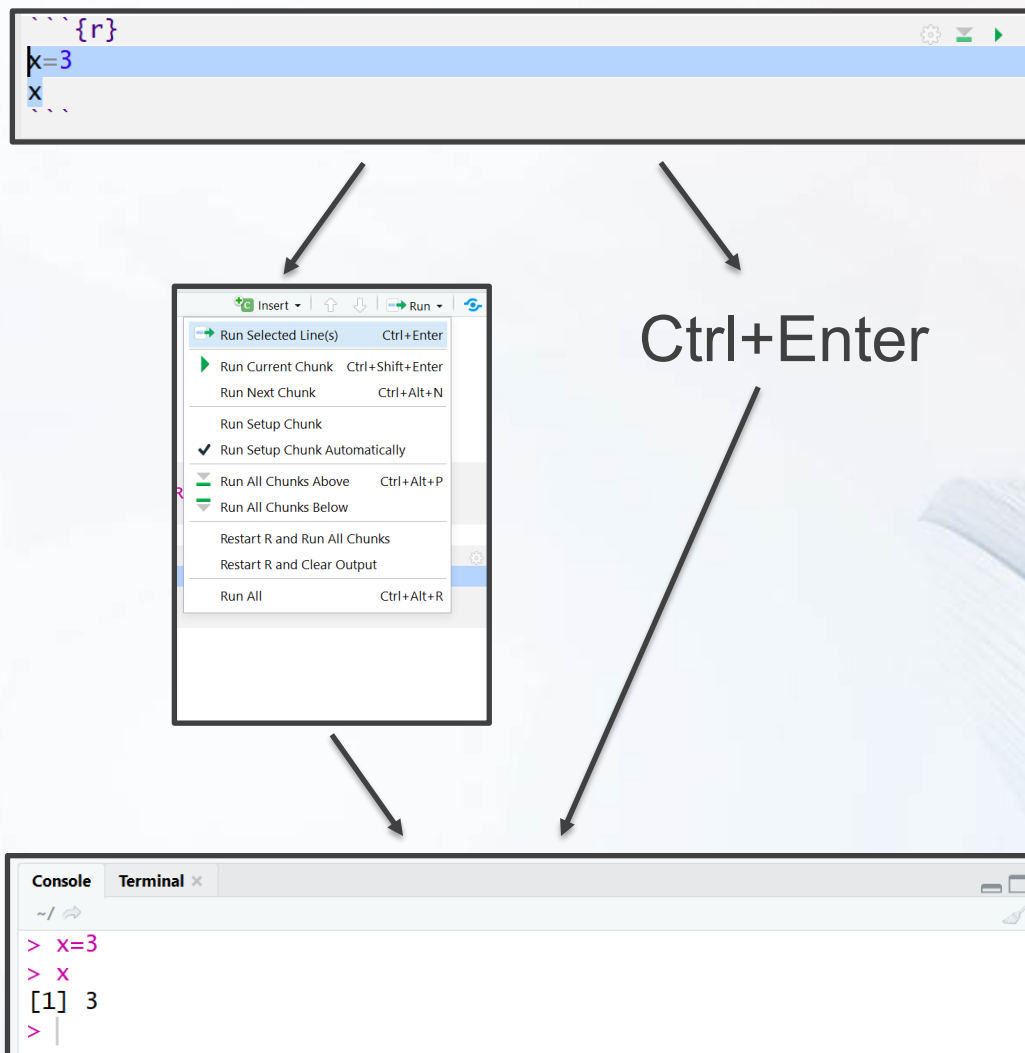 ```{r}
x=3
x
```
Insert Run
Run Selected Line(s) Ctrl+Enter
Run Current Chunk Ctrl+Shift+Enter
Run Next Chunk Ctrl+Alt+N
Run Setup Chunk
Run Setup Chunk Automatically
Run All Chunks Above Ctrl+Alt+P
Run All Chunks Below
Restart R and Run All Chunks
Restart R and Clear Output
Run All Ctrl+Alt+R
Ctrl+Enter
Console Terminal
~/
> x=3
> x
[1] 3
>